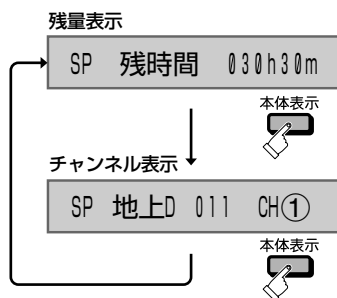 残量表示
SP 残時間 030h30m
本体表示
チャンネル表示
SP 地上D 011 CH①
本体表示